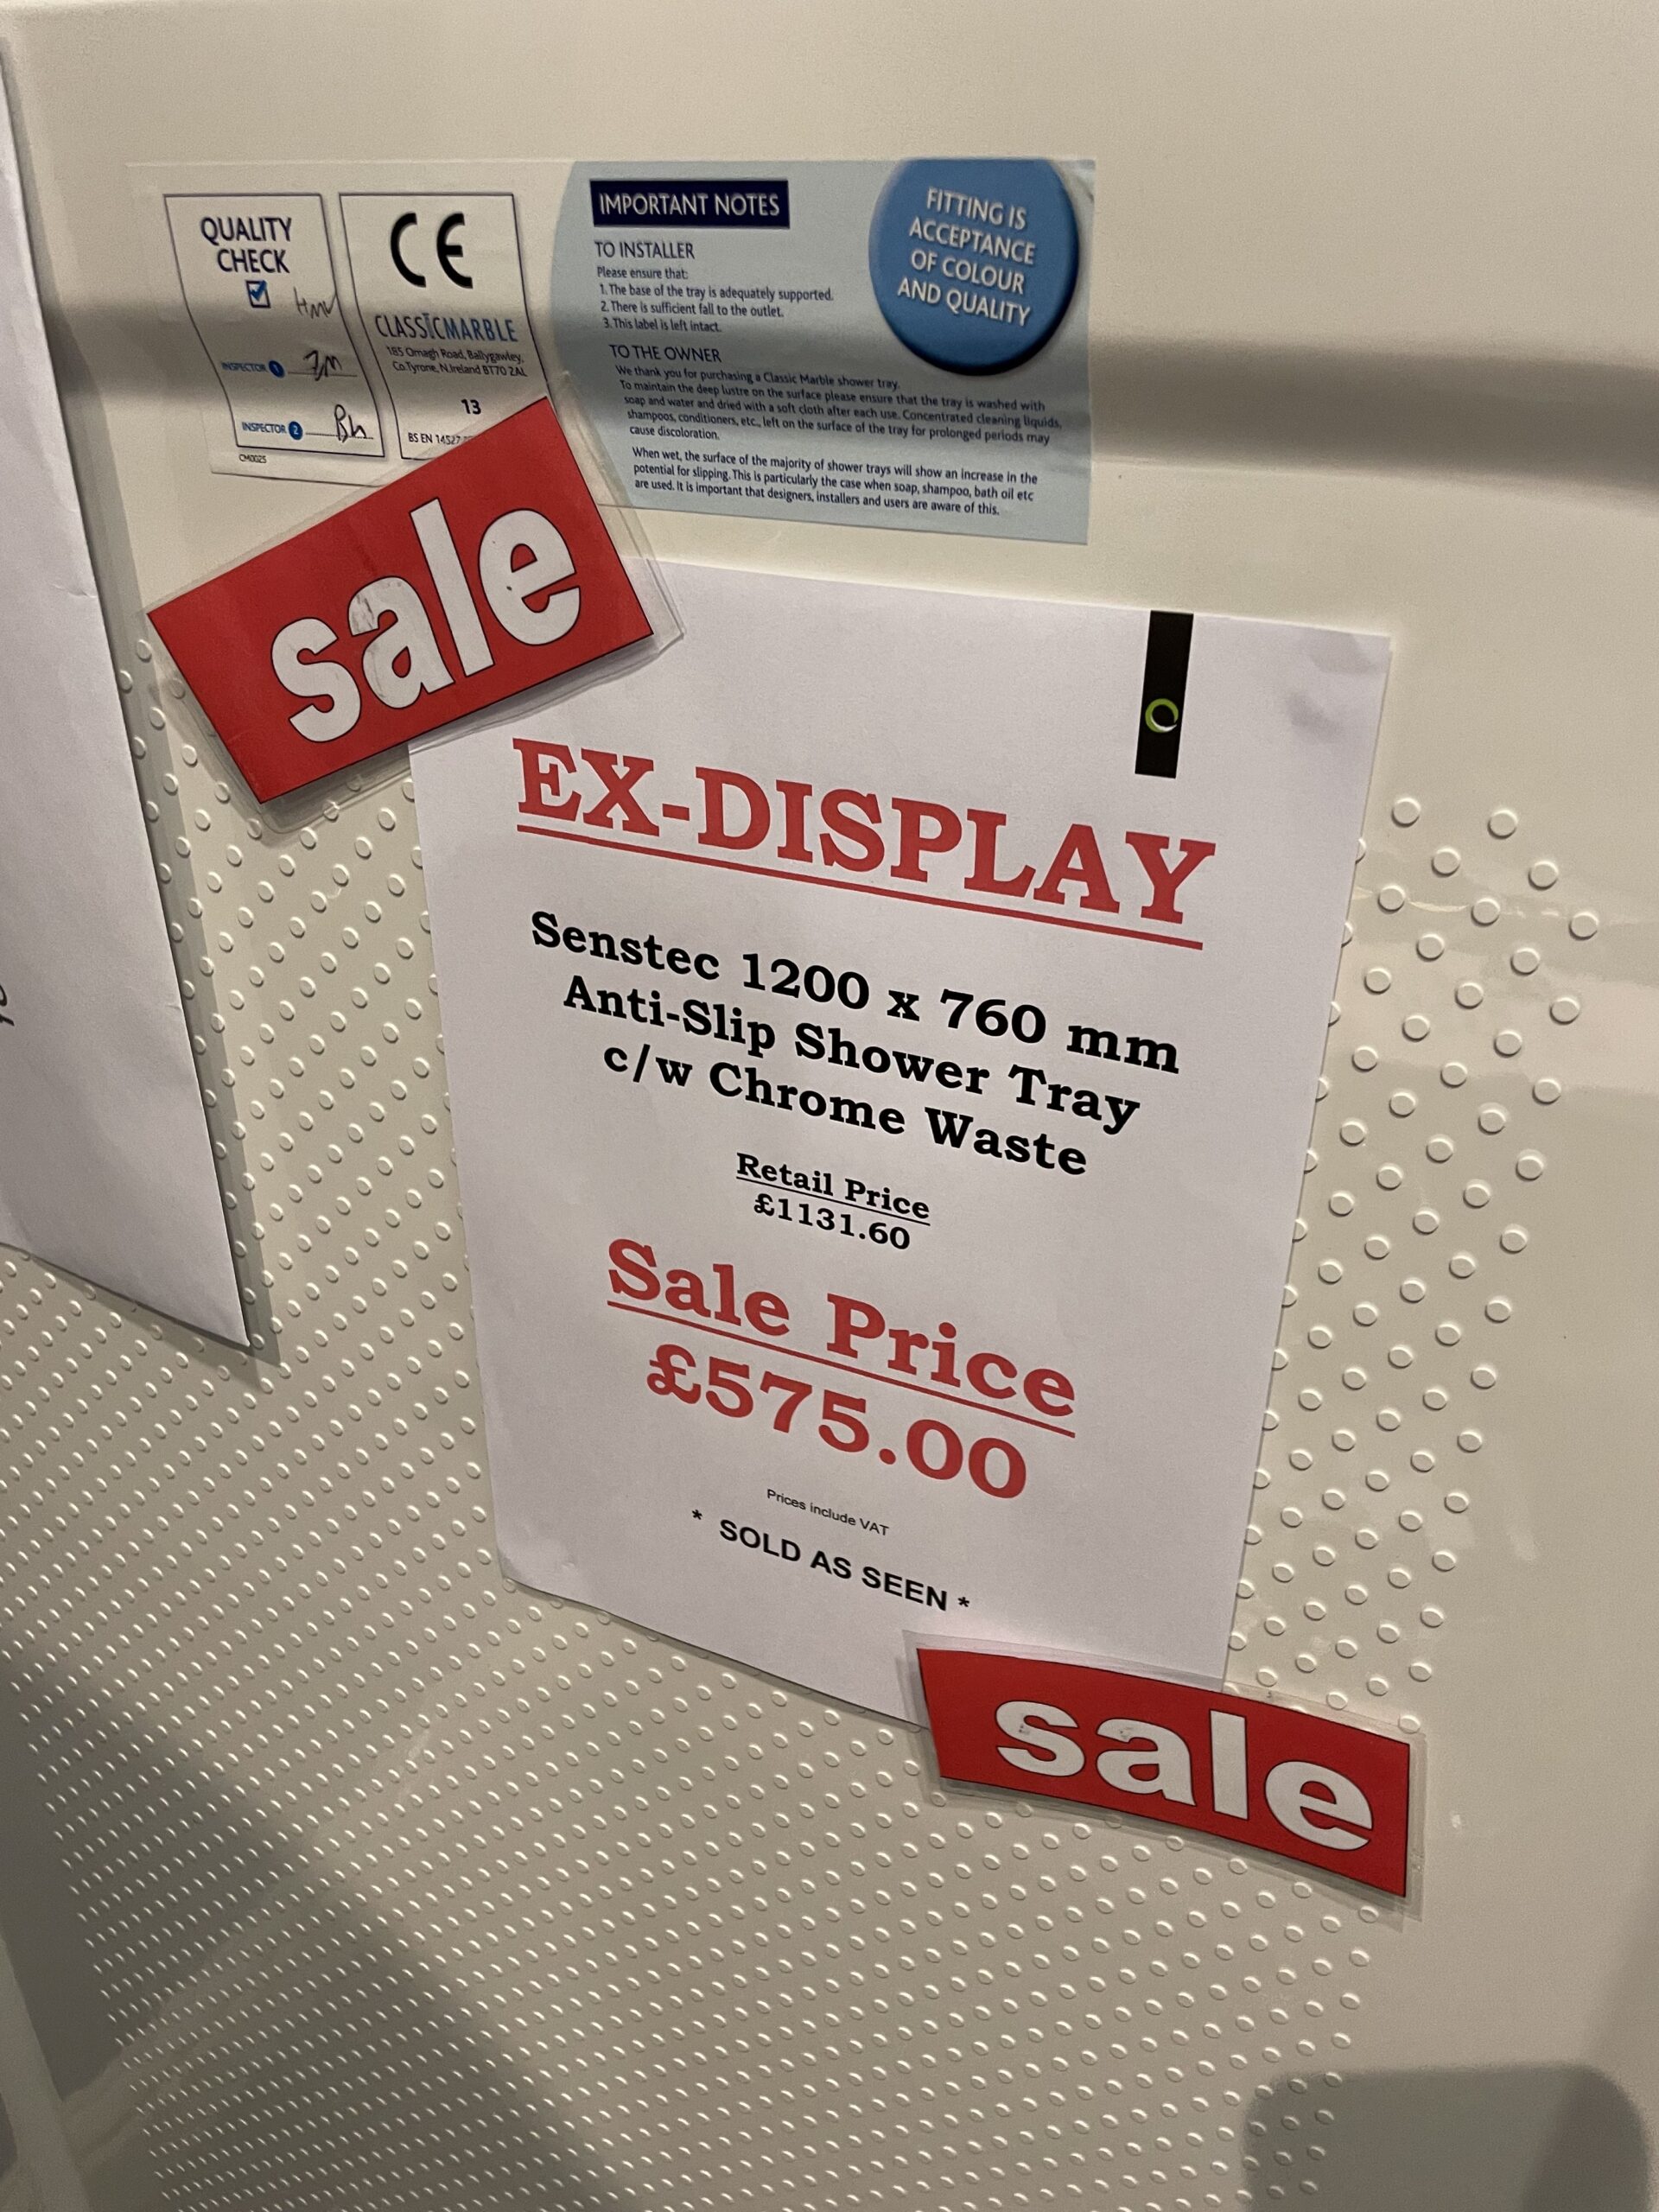 QUALITY
CHECK
INSPECTOR 1
INSPECTOR 2
Bh
CM0025
CE
CLASSICMARBLE
185 Omagh Road, Ballygawley,
Co.Tyrone, N.Ireland BT70 2AL
13
BS EN 14527
IMPORTANT NOTES
TO INSTALLER
Please ensure that:
1. The base of the tray is adequately supported.
2. There is sufficient fall to the outlet.
3. This label is left intact.
TO THE OWNER
We thank you for purchasing a Classic Marble shower tray.
To maintain the deep lustre on the surface please ensure that the tray is washed with
soap and water and dried with a soft cloth after each use. Concentrated cleaning liquids,
shampoos, conditioners, etc., left on the surface of the tray for prolonged periods may
cause discoloration.
When wet, the surface of the majority of shower trays will show an increase in the
potential for slipping. This is particularly the case when soap, shampoo, bath oil etc
are used. It is important that designers, installers and users are aware of this.
FITTING IS
ACCEPTANCE
OF COLOUR
AND QUALITY
sale
EX-DISPLAY
Senstec 1200 x 760 mm
Anti-Slip Shower Tray
c/w Chrome Waste
Retail Price
£1131.60
Sale Price
£575.00
Prices include VAT
* SOLD AS SEEN *
sale